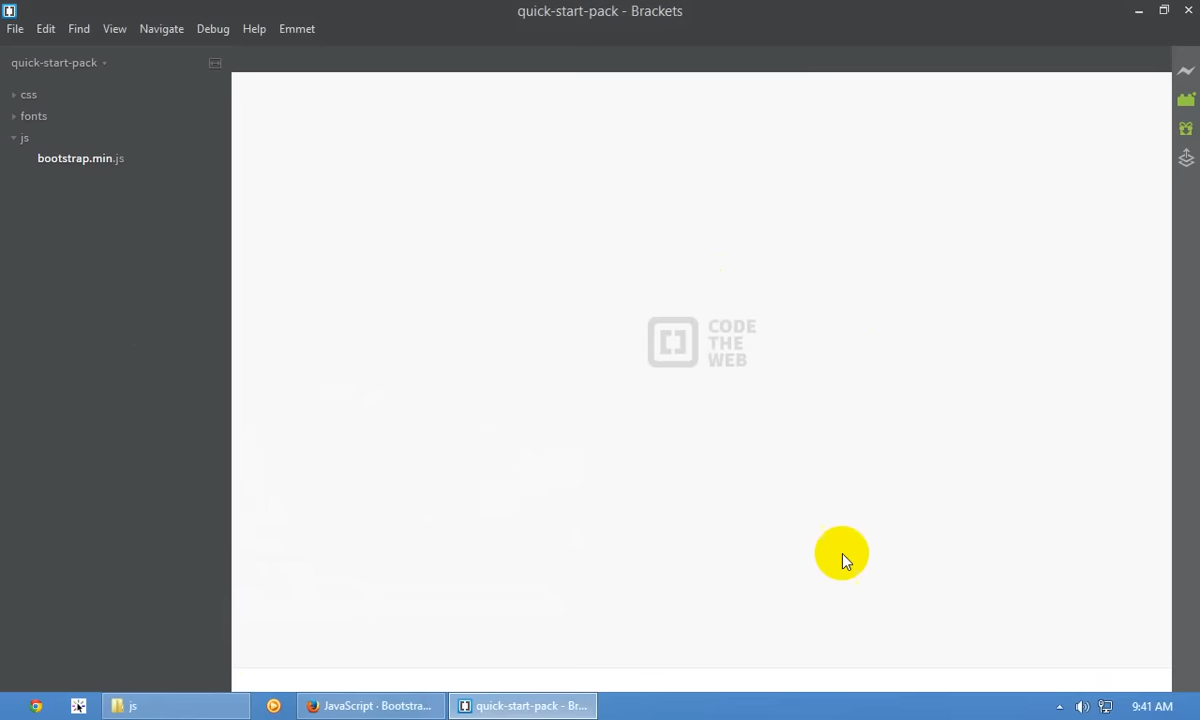 quick-start-pack - Brackets
File Edit Find View Navigate Debug Help Emmet
quick-start-pack
css
fonts
js
bootstrap.min.js
CODE
THE
WEB
js
JavaScript · Bootstra...
quick-start-pack - Br...
9:41 AM